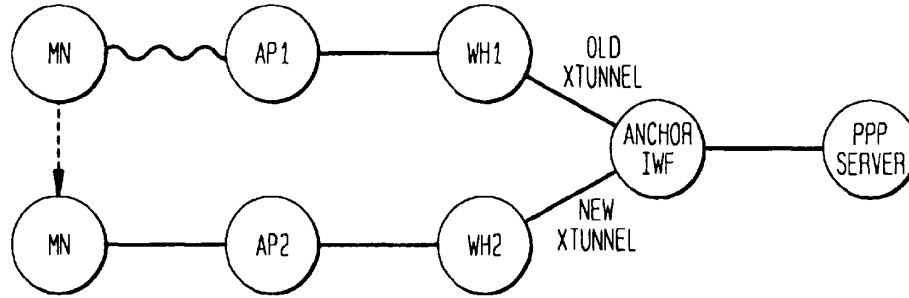 MN
AP1
WH1
OLD
XTUNNEL
ANCHOR
IWF
PPP
SERVER
MN
AP2
WH2
NEW
XTUNNEL